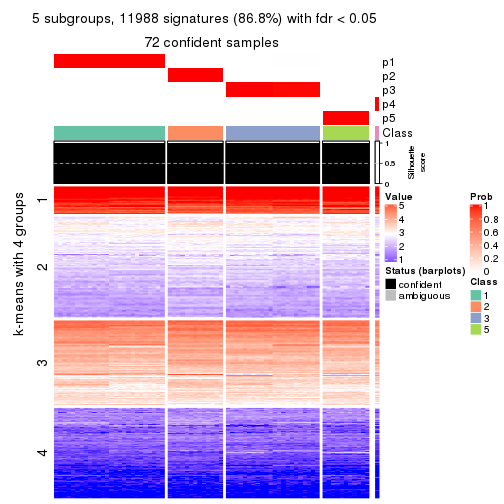 5 subgroups, 11988 signatures (86.8%) with fdr < 0.05
72 confident samples
p1
p2
p3
p4
p5
Class
1
0.5
0
Silhouette
score
k-means with 4 groups
1
2
3
4
Value
5
4
3
2
1
Status (barplots)
confident
ambiguous
Prob
1
0.8
0.6
0.4
0.2
0
Class
1
2
3
5